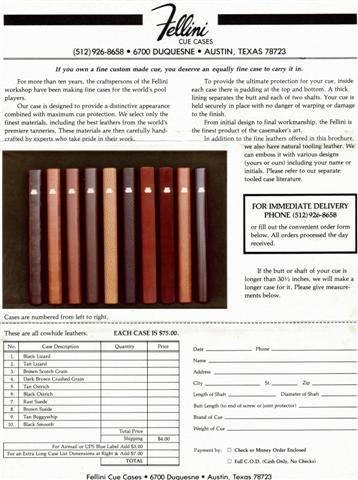 Fellini
CUE CASES
(512) 926-8658 • 6700 DUQUESNE • AUSTIN, TEXAS 78723
If you own a fine custom made cue, you deserve an equally fine case to carry it in.
For more than ten years, the craftspersons of the Fellini
workshop have been making fine cases for the world's pool
players.
Our case is designed to provide a distinctive appearance
combined with maximum cue protection. We select only the
finest materials, including the best leathers from the world's
premiere tanneries. These materials are then carefully hand-
crafted by experts who take pride in their work.
To provide the ultimate protection for your cue, inside
each case there is padding at the top and bottom. A thick
lining separates the butt and each of two shafts. Your cue is
held securely in place with no danger of warping or damage
to the finish.
From initial design to final workmanship, the Fellini is
the finest product of the casemaker's art.
In addition to the fine leathers offered in this brochure,
we also have natural tooling leather. We
can emboss it with various designs
(yours or ours) including your name or
initials. Please refer to our separate
tooled case literature.
FOR IMMEDIATE DELIVERY
PHONE (512) 926-8658
or fill out the convenient order form
below. All orders processed the day
received.
If the butt or shaft of your cue is
longer than 30½ inches, we will make a
longer case for it. Please give measure-
ments below.
Cases are numbered from left to right.
These are all cowhide leathers. EACH CASE IS $75.00.
No. Case Description Quantity Price
1. Black Lizard
2. Tan Lizard
3. Brown Scotch Grain
4. Dark Brown Crushed Grain
5. Tan Ostrich
6. Black Ostrich
7. Rust Suede
8. Brown Suede
9. Tan Buggywhip
10. Black Smooth
Total Price
Shipping $4.00
For Airmail or UPS Blue Label Add $3.00
For an Extra Long Case List Dimensions at Right & Add $7.00
TOTAL
Date Phone
Name
Address
City St. Zip
Length of Shaft Diameter of Shaft
Butt Length (to end of screw or joint protector)
Brand of Cue
Weight of Cue
Payment by: Check or Money Order Enclosed
Full C.O.D. (Cash Only, No Checks)
Fellini Cue Cases • 6700 Duquesne • Austin, Texas 78723